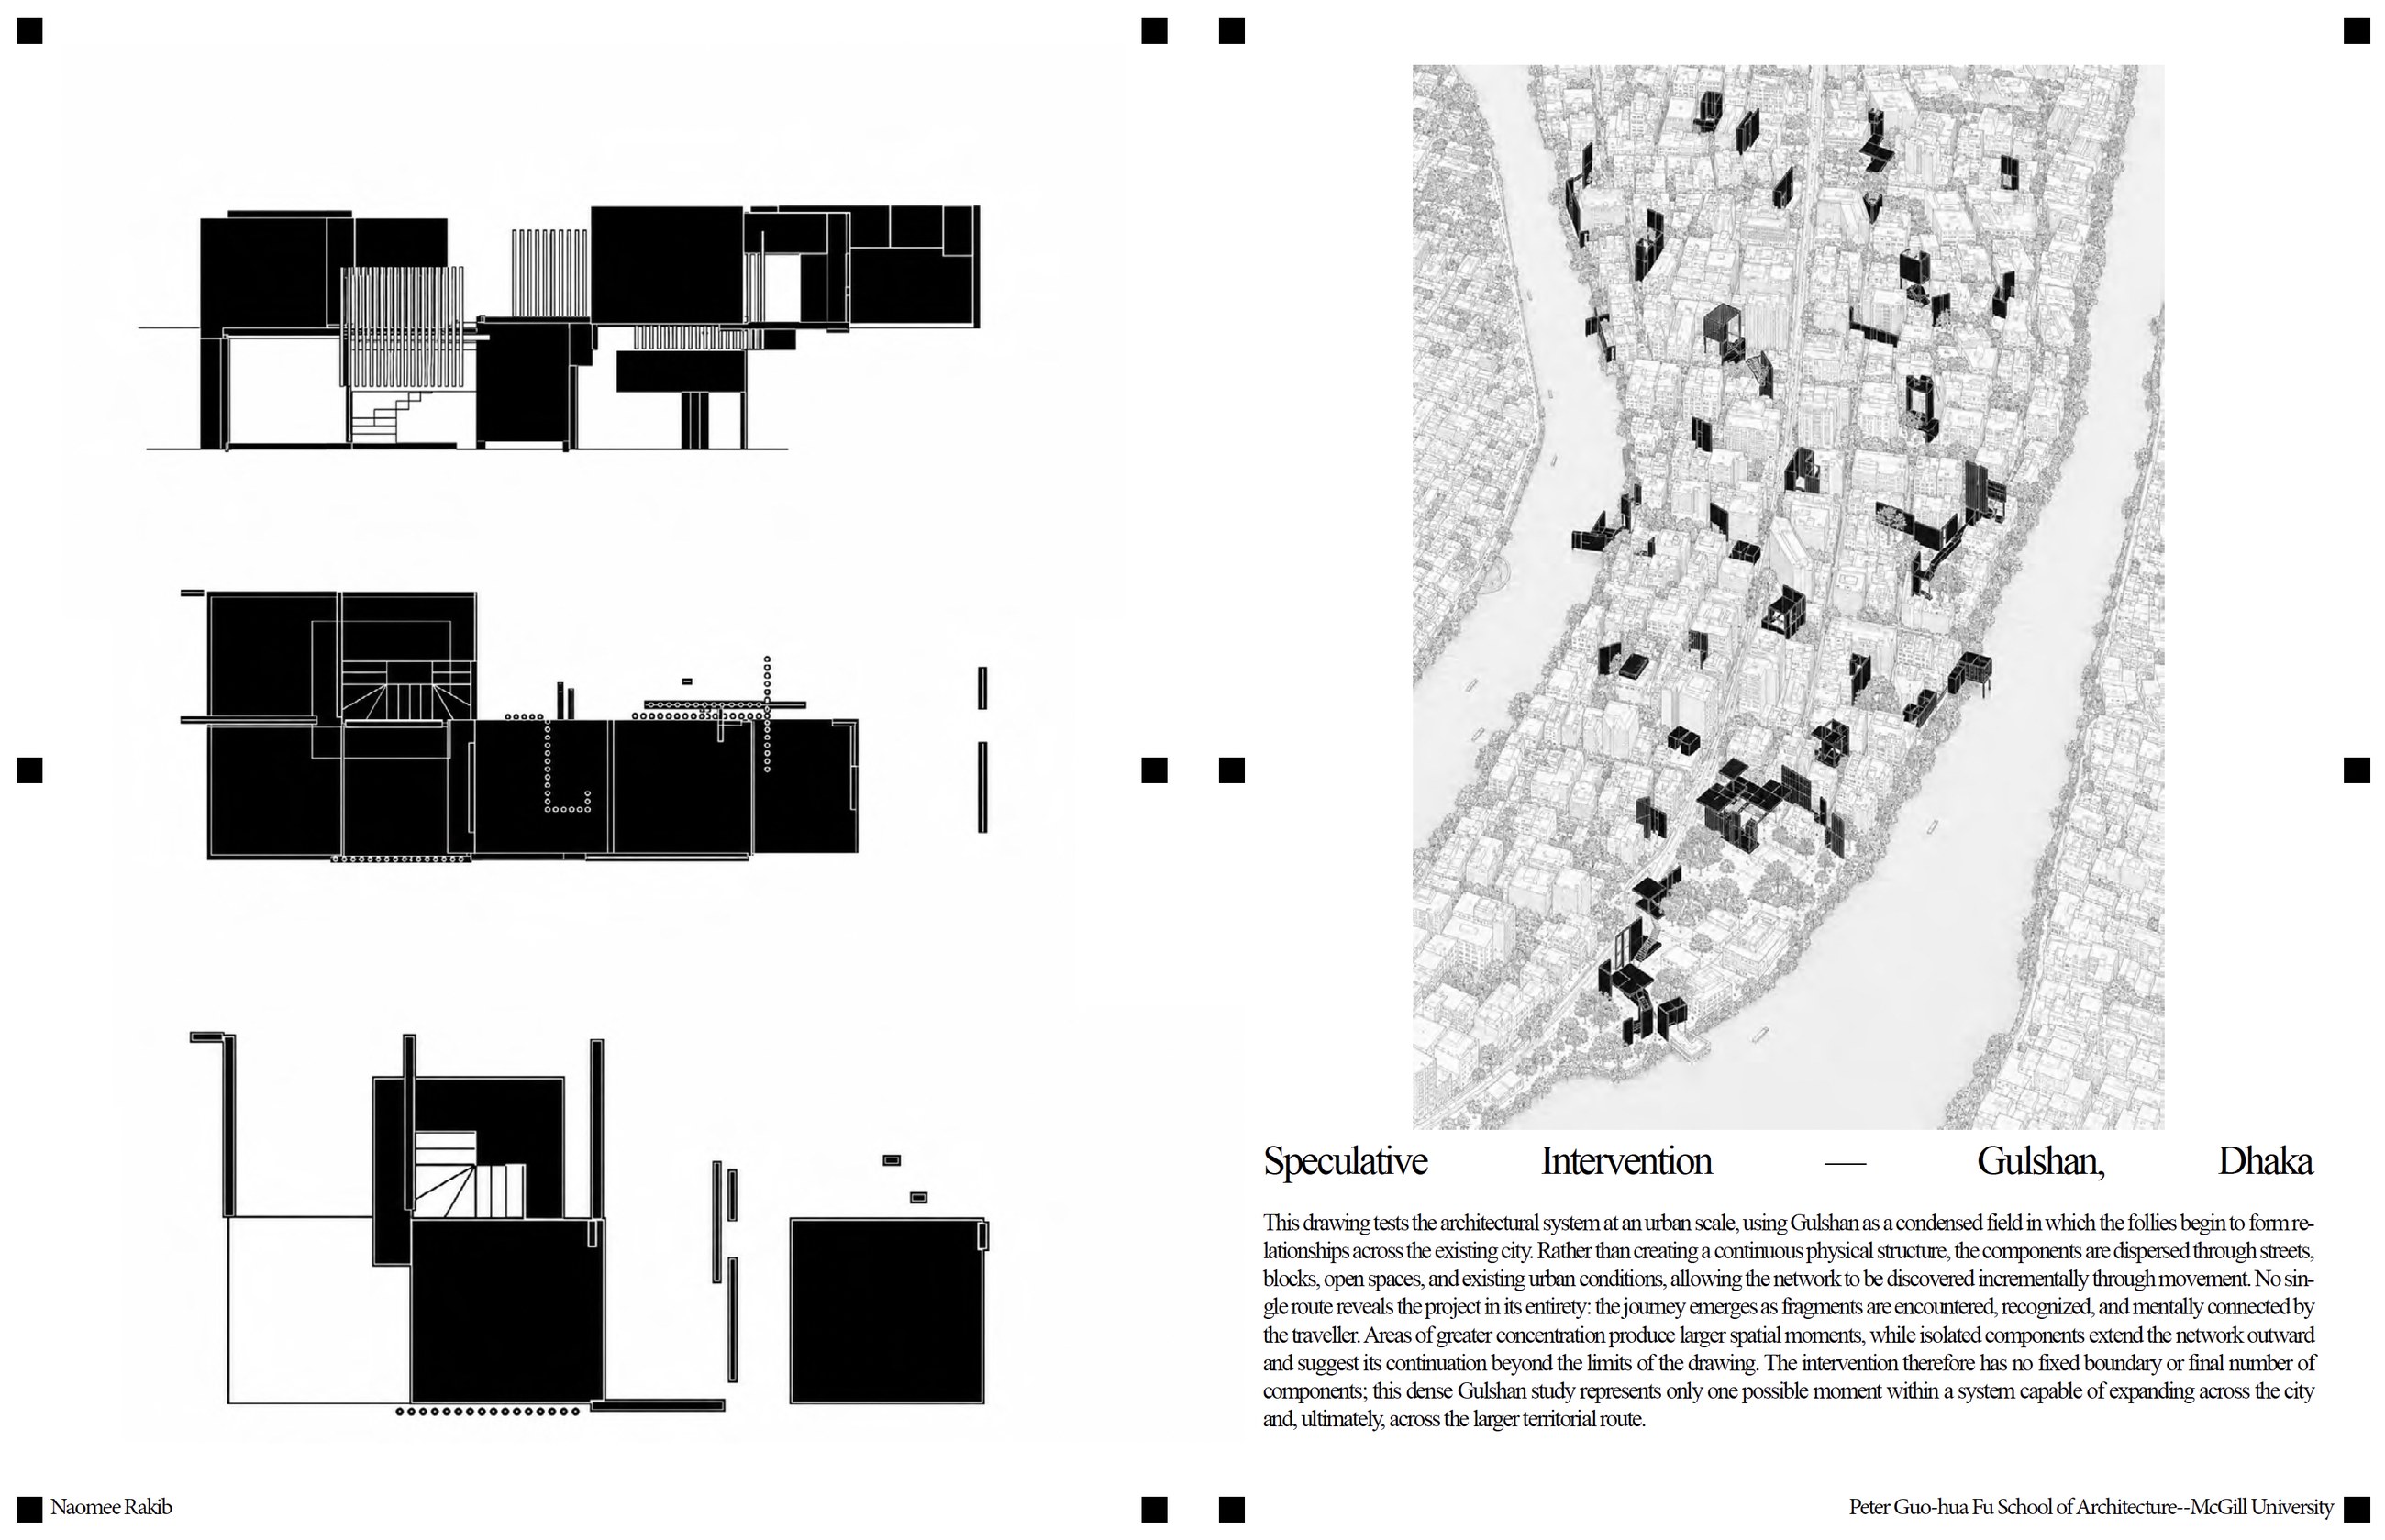 Speculative Intervention — Gulshan, Dhaka
This drawing tests the architectural system at an urban scale, using Gulshan as a condensed field in which the follies begin to form re-
lationships across the existing city. Rather than creating a continuous physical structure, the components are dispersed through streets,
blocks, open spaces, and existing urban conditions, allowing the network to be discovered incrementally through movement. No sin-
gle route reveals the project in its entirety: the journey emerges as fragments are encountered, recognized, and mentally connected by
the traveller. Areas of greater concentration produce larger spatial moments, while isolated components extend the network outward
and suggest its continuation beyond the limits of the drawing. The intervention therefore has no fixed boundary or final number of
components; this dense Gulshan study represents only one possible moment within a system capable of expanding across the city
and, ultimately, across the larger territorial route.
Naomee Rakib
Peter Guo-hua Fu School of Architecture--McGill University